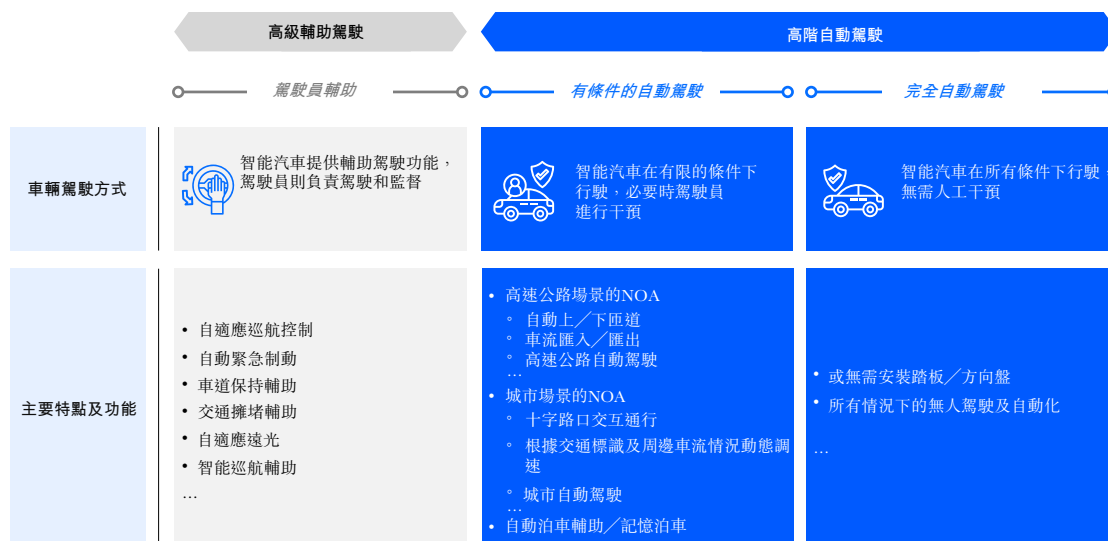 高級輔助駕駛
高階自動駕駛
駕駛員輔助
有條件的自動駕駛
完全自動駕駛
車輛駕駛方式
智能汽車提供輔助駕駛功能，
駕駛員則負責駕駛和監督
智能汽車在有限的條件下
行駛，必要時駕駛員
進行干預
智能汽車在所有條件下行駛，
無需人工干預
主要特點及功能
• 自適應巡航控制
• 自動緊急制動
• 車道保持輔助
• 交通擁堵輔助
• 自適應遠光
• 智能巡航輔助
…
• 高速公路場景的NOA
° 自動上／下匝道
° 車流匯入／匯出
° 高速公路自動駕駛
…
• 城市場景的NOA
° 十字路口交互通行
° 根據交通標識及周邊車流情況動態調
速
° 城市自動駕駛
…
• 自動泊車輔助／記憶泊車
• 或無需安裝踏板／方向盤
• 所有情況下的無人駕駛及自動化
…